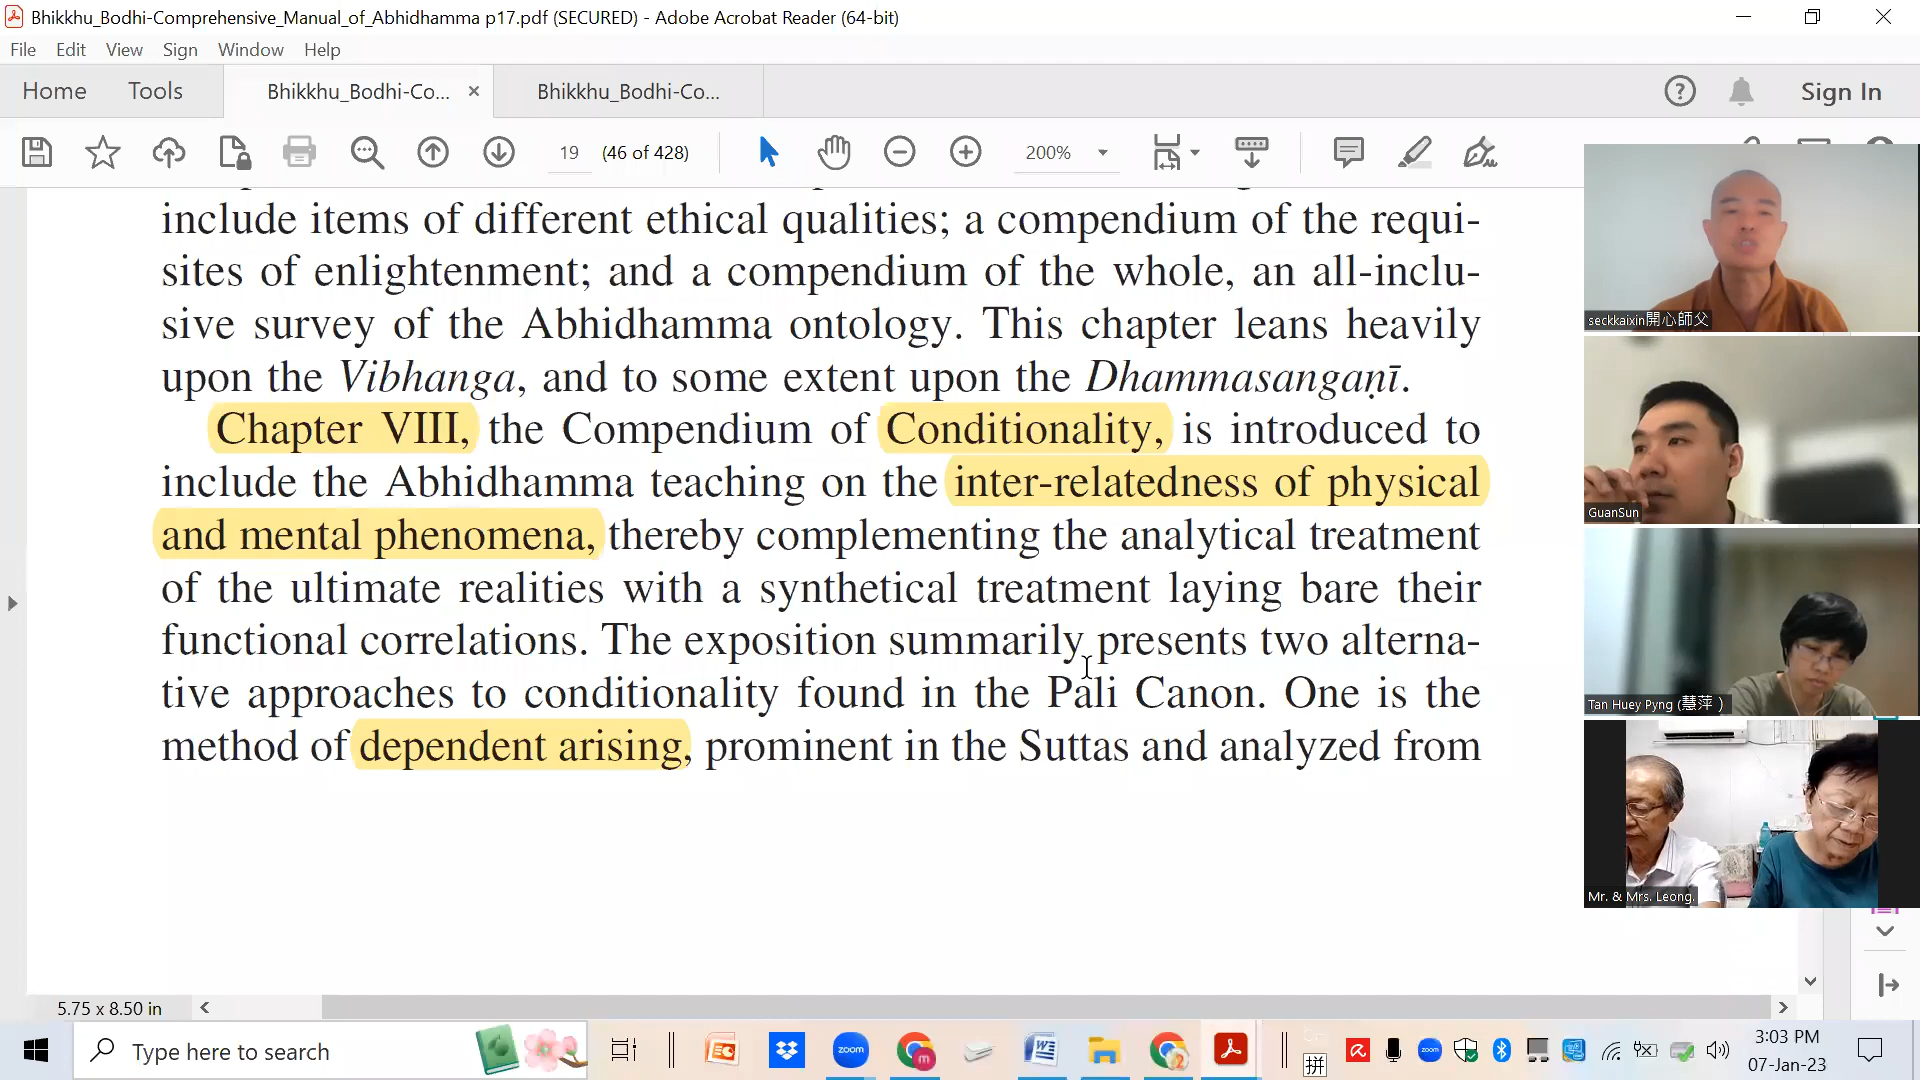 Bhikkhu_Bodhi-Comprehensive_Manual_of_Abhidhamma p17.pdf (SECURED) - Adobe Acrobat Reader (64-bit)
File Edit View Sign Window Help
Home Tools Bhikkhu_Bodhi-Co... × Bhikkhu_Bodhi-Co... Sign In
19 (46 of 428) 200%
include items of different ethical qualities; a compendium of the requi-
sites of enlightenment; and a compendium of the whole, an all-inclu-
sive survey of the Abhidhamma ontology. This chapter leans heavily
upon the Vibhanga, and to some extent upon the Dhammasangaṇī.
Chapter VIII, the Compendium of Conditionality, is introduced to
include the Abhidhamma teaching on the inter-relatedness of physical
and mental phenomena, thereby complementing the analytical treatment
of the ultimate realities with a synthetical treatment laying bare their
functional correlations. The exposition summarily presents two alterna-
tive approaches to conditionality found in the Pali Canon. One is the
method of dependent arising, prominent in the Suttas and analyzed from
seckkaixin開心師父
GuanSun
Tan Huey Pyng (慧萍 )
Mr. & Mrs. Leong.
5.75 x 8.50 in
Type here to search
zoom
zoom
拼
3:03 PM
07-Jan-23